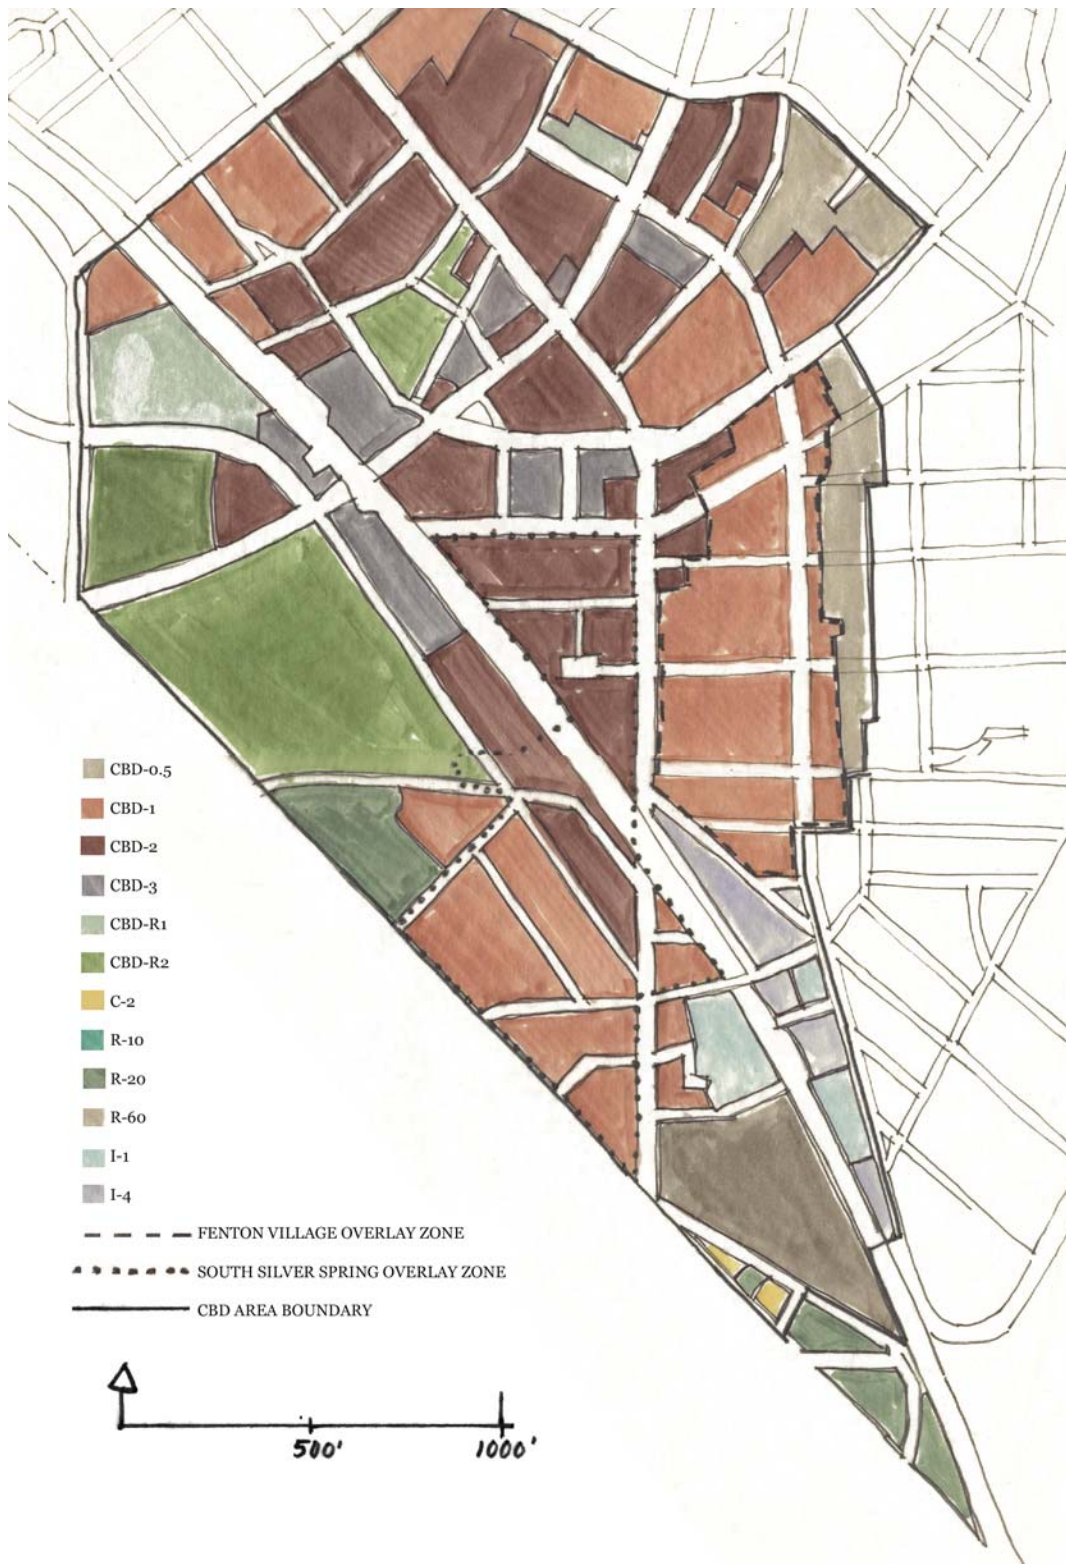 CBD-0.5
CBD-1
CBD-2
CBD-3
CBD-R1
CBD-R2
C-2
R-10
R-20
R-60
I-1
I-4
FENTON VILLAGE OVERLAY ZONE
SOUTH SILVER SPRING OVERLAY ZONE
CBD AREA BOUNDARY
500' 1000'